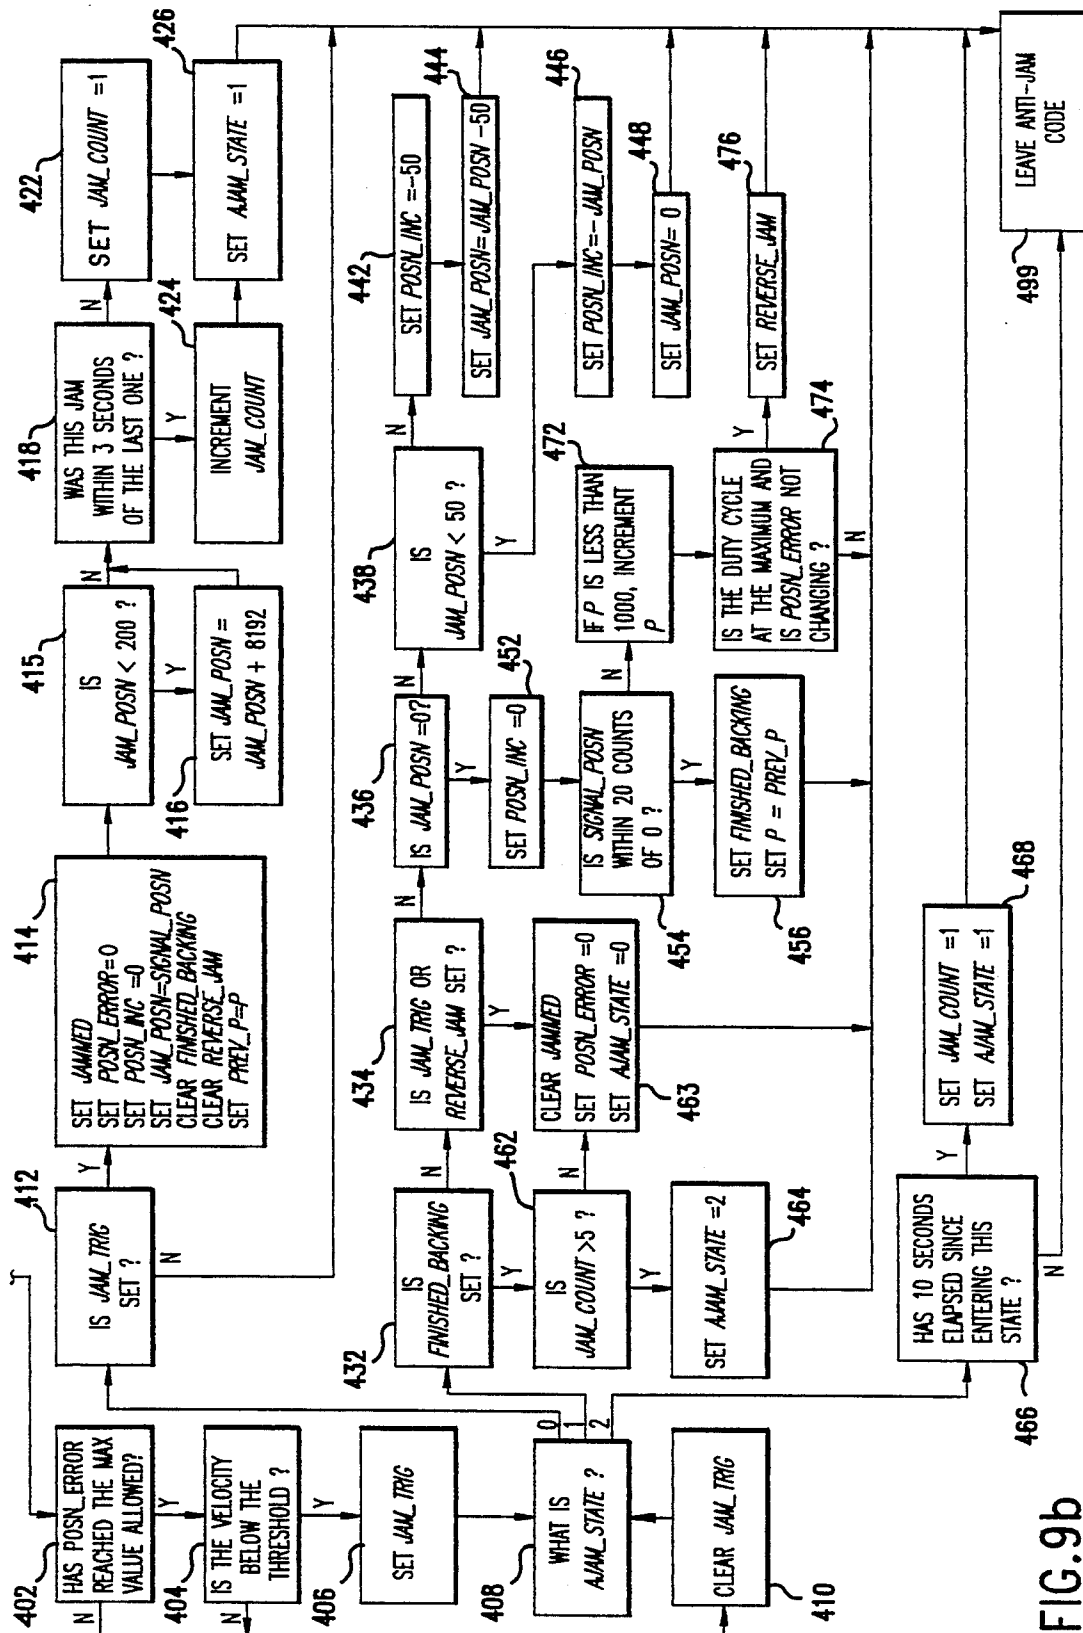 402
HAS POSN_ERROR
REACHED THE MAX
VALUE ALLOWED?
N
Y
404
IS THE VELOCITY
BELOW THE
THRESHOLD ?
N
Y
406
SET JAM_TRIG
408
WHAT IS
AJAM_STATE ?
0
1
2
CLEAR JAM_TRIG
410
412
IS JAM_TRIG
SET ?
Y
N
414
SET JAMMED
SET POSN_ERROR=0
SET POSN_INC =0
SET JAM_POSN=SIGNAL_POSN
CLEAR FINISHED_BACKING
CLEAR REVERSE_JAM
SET PREV_P=P
415
IS
JAM_POSN < 200 ?
N
Y
416
SET JAM_POSN =
JAM_POSN + 8192
418
WAS THIS JAM
WITHIN 3 SECONDS
OF THE LAST ONE ?
N
Y
422
SET JAM_COUNT =1
424
INCREMENT
JAM_COUNT
426
SET AJAM_STATE =1
432
IS
FINISHED_BACKING
SET ?
N
Y
434
IS JAM_TRIG OR
REVERSE_JAM SET ?
N
Y
436
IS JAM_POSN =0?
N
Y
438
IS
JAM_POSN < 50 ?
N
Y
442
SET POSN_INC =-50
444
SET JAM_POSN=JAM_POSN -50
446
SET POSN_INC=-JAM_POSN
448
SET JAM_POSN= 0
452
SET POSN_INC =0
454
IS SIGNAL_POSN
WITHIN 20 COUNTS
OF 0 ?
N
Y
456
SET FINISHED_BACKING
SET P = PREV_P
472
IF P IS LESS THAN
1000, INCREMENT
P
474
IS THE DUTY CYCLE
AT THE MAXIMUM AND
IS POSN_ERROR NOT
CHANGING ?
Y
N
476
SET REVERSE_JAM
462
IS
JAM_COUNT >5 ?
N
Y
463
CLEAR JAMMED
SET POSN_ERROR =0
SET AJAM_STATE =0
464
SET AJAM_STATE =2
466
HAS 10 SECONDS
ELAPSED SINCE
ENTERING THIS
STATE ?
Y
N
468
SET JAM_COUNT =1
SET AJAM_STATE =1
499
LEAVE ANTI-JAM
CODE
FIG.9b